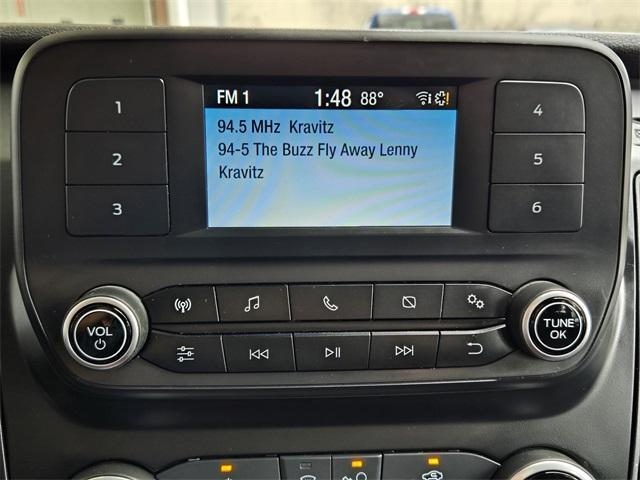 FM 1 1:48 88°
1
94.5 MHz Kravitz
4
94-5 The Buzz Fly Away Lenny
2
Kravitz
5
3
6
VOL
TUNE
OK